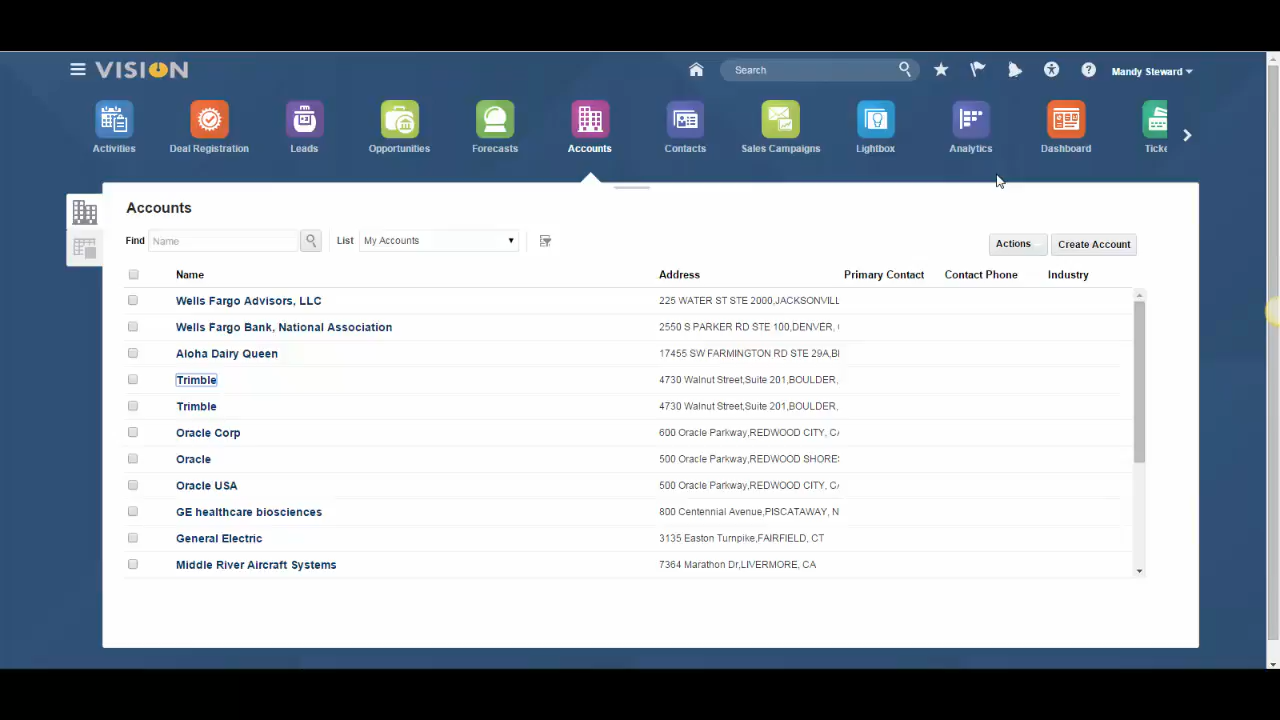 VISION
Search
Mandy Steward
Activities
Deal Registration
Leads
Opportunities
Forecasts
Accounts
Contacts
Sales Campaigns
Lightbox
Analytics
Dashboard
Ticke
Accounts
Find Name List My Accounts
Actions Create Account
Name Address Primary Contact Contact Phone Industry
Wells Fargo Advisors, LLC 225 WATER ST STE 2000,JACKSONVILL
Wells Fargo Bank, National Association 2550 S PARKER RD STE 100,DENVER,
Aloha Dairy Queen 17455 SW FARMINGTON RD STE 29A,BI
Trimble 4730 Walnut Street,Suite 201,BOULDER,
Trimble 4730 Walnut Street,Suite 201,BOULDER,
Oracle Corp 600 Oracle Parkway,REDWOOD CITY, CA
Oracle 500 Oracle Parkway,REDWOOD SHORES
Oracle USA 500 Oracle Parkway,REDWOOD CITY, CA
GE healthcare biosciences 800 Centennial Avenue,PISCATAWAY, N
General Electric 3135 Easton Turnpike,FAIRFIELD, CT
Middle River Aircraft Systems 7364 Marathon Dr,LIVERMORE, CA